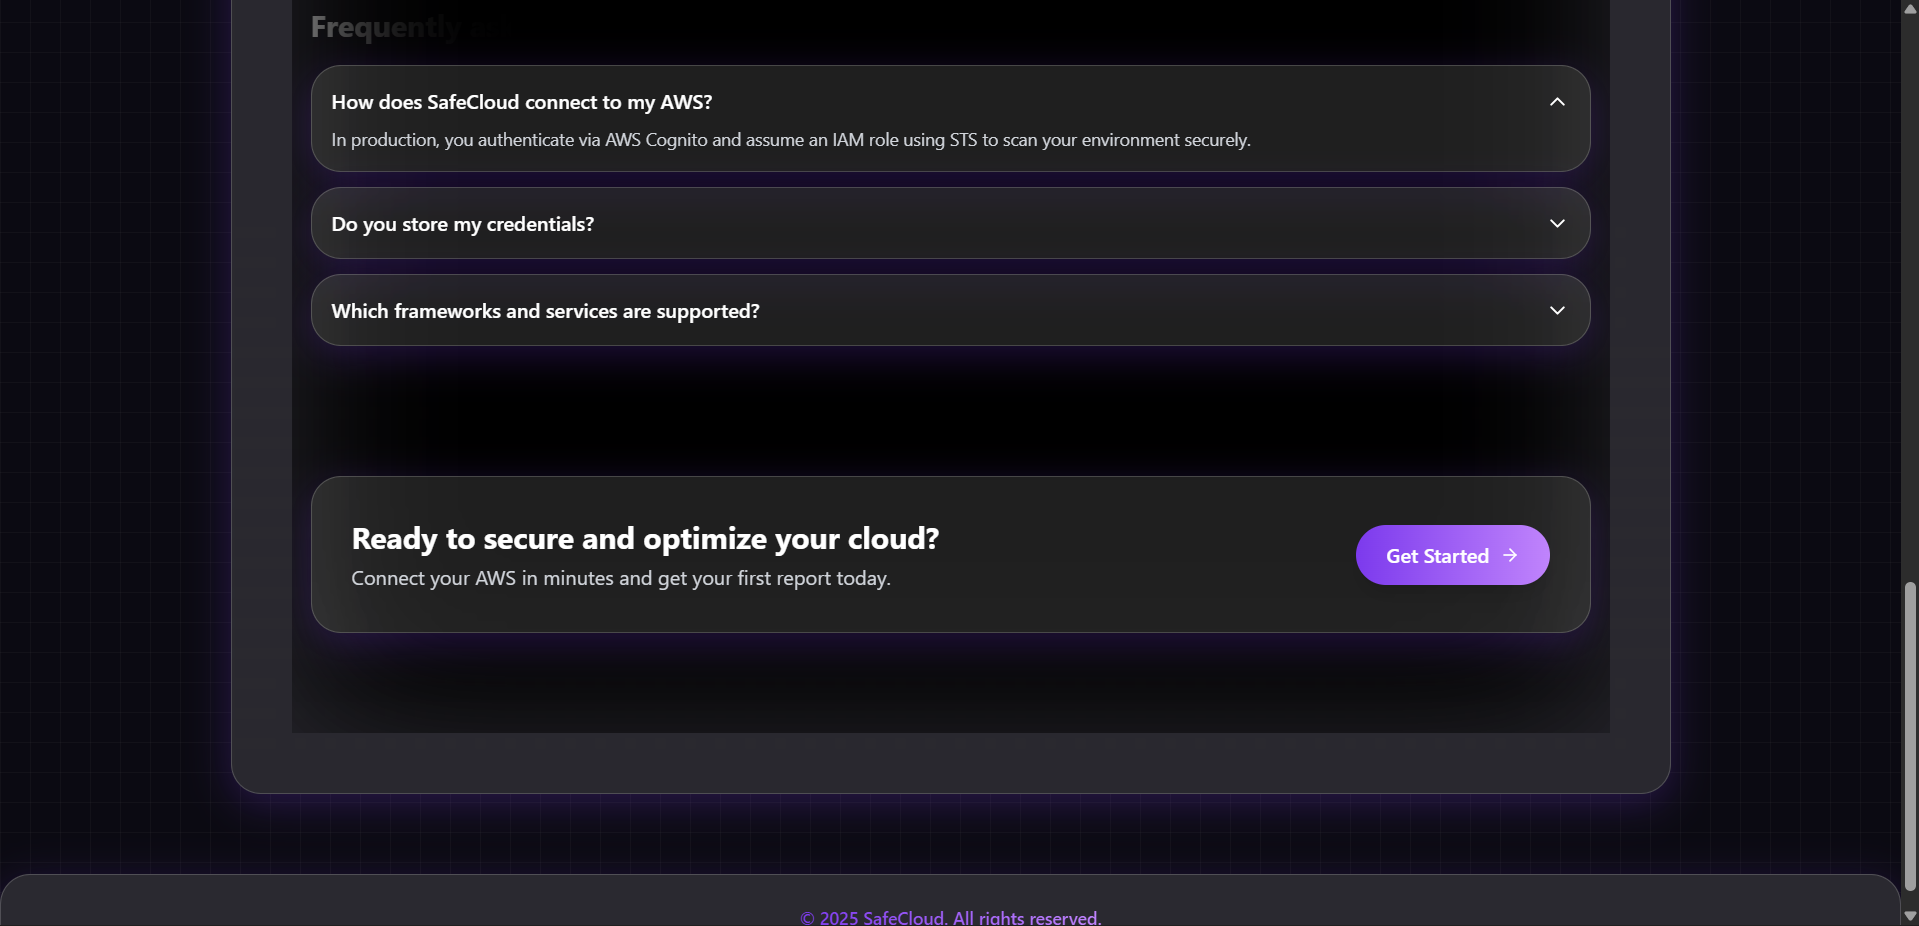 Frequently
How does SafeCloud connect to my AWS?
In production, you authenticate via AWS Cognito and assume an IAM role using STS to scan your environment securely.
Do you store my credentials?
Which frameworks and services are supported?
Ready to secure and optimize your cloud?
Connect your AWS in minutes and get your first report today.
Get Started
© 2025 SafeCloud. All rights reserved.